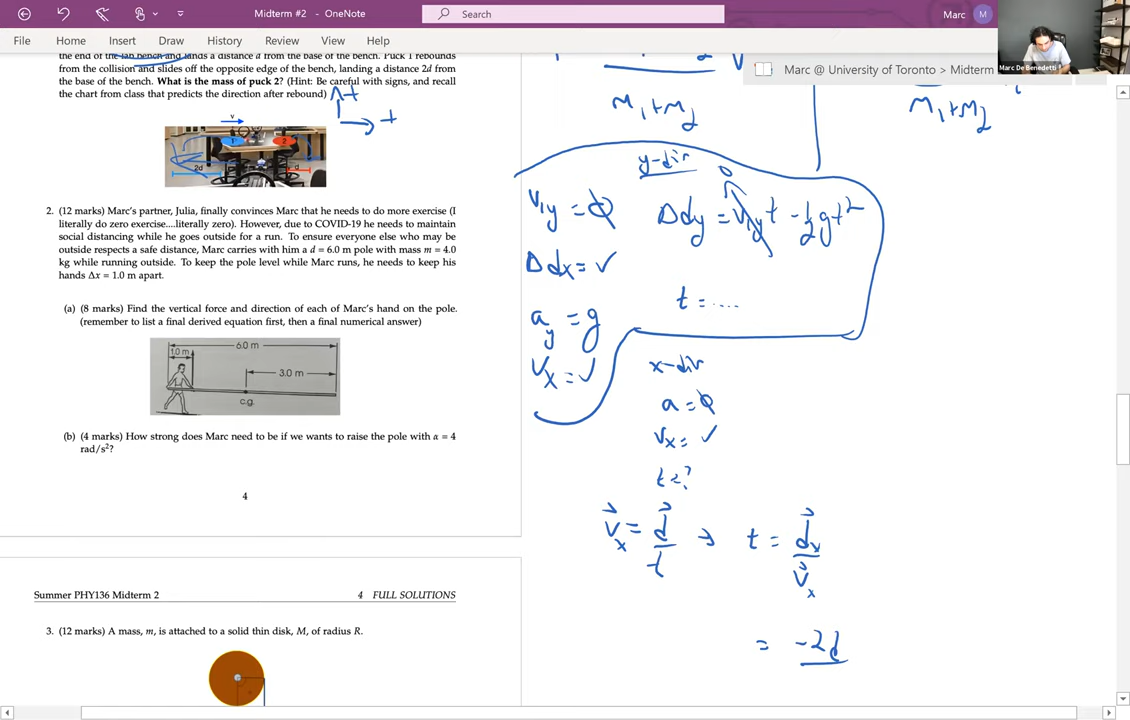 Midterm #2 - OneNote
Search
Marc M
File Home Insert Draw History Review View Help
Marc @ University of Toronto > Midterm
Marc De Benedetti
the end of the lab bench and lands a distance d from the base of the bench. Puck 1 rebounds
from the collision and slides off the opposite edge of the bench, landing a distance 2d from
the base of the bench. What is the mass of puck 2? (Hint: Be careful with signs, and recall
the chart from class that predicts the direction after rebound)
+
+
v
1 2
2d d
2. (12 marks) Marc's partner, Julia, finally convinces Marc that he needs to do more exercise (I
literally do zero exercise....literally zero). However, due to COVID-19 he needs to maintain
social distancing while he goes outside for a run. To ensure everyone else who may be
outside respects a safe distance, Marc carries with him a d = 6.0 m pole with mass m = 4.0
kg while running outside. To keep the pole level while Marc runs, he needs to keep his
hands Δx = 1.0 m apart.
(a) (8 marks) Find the vertical force and direction of each of Marc's hand on the pole.
(remember to list a final derived equation first, then a final numerical answer)
6.0 m
1.0 m
3.0 m
c.g.
(b) (4 marks) How strong does Marc need to be if we wants to raise the pole with α = 4
rad/s²?
4
Summer PHY136 Midterm 2 4 FULL SOLUTIONS
3. (12 marks) A mass, m, is attached to a solid thin disk, M, of radius R.
M₁+M₂
M₁+M₂
y-dir
V₁y = 0
Δdy = V₁yt - ½gt²
0
Δdx = ✓
t = ....
ay = g
Vx = ✓
x-dir
a = 0
Vx = ✓
t = ?
V⃗x = d⃗/t → t = d⃗x/V⃗x
= -2d